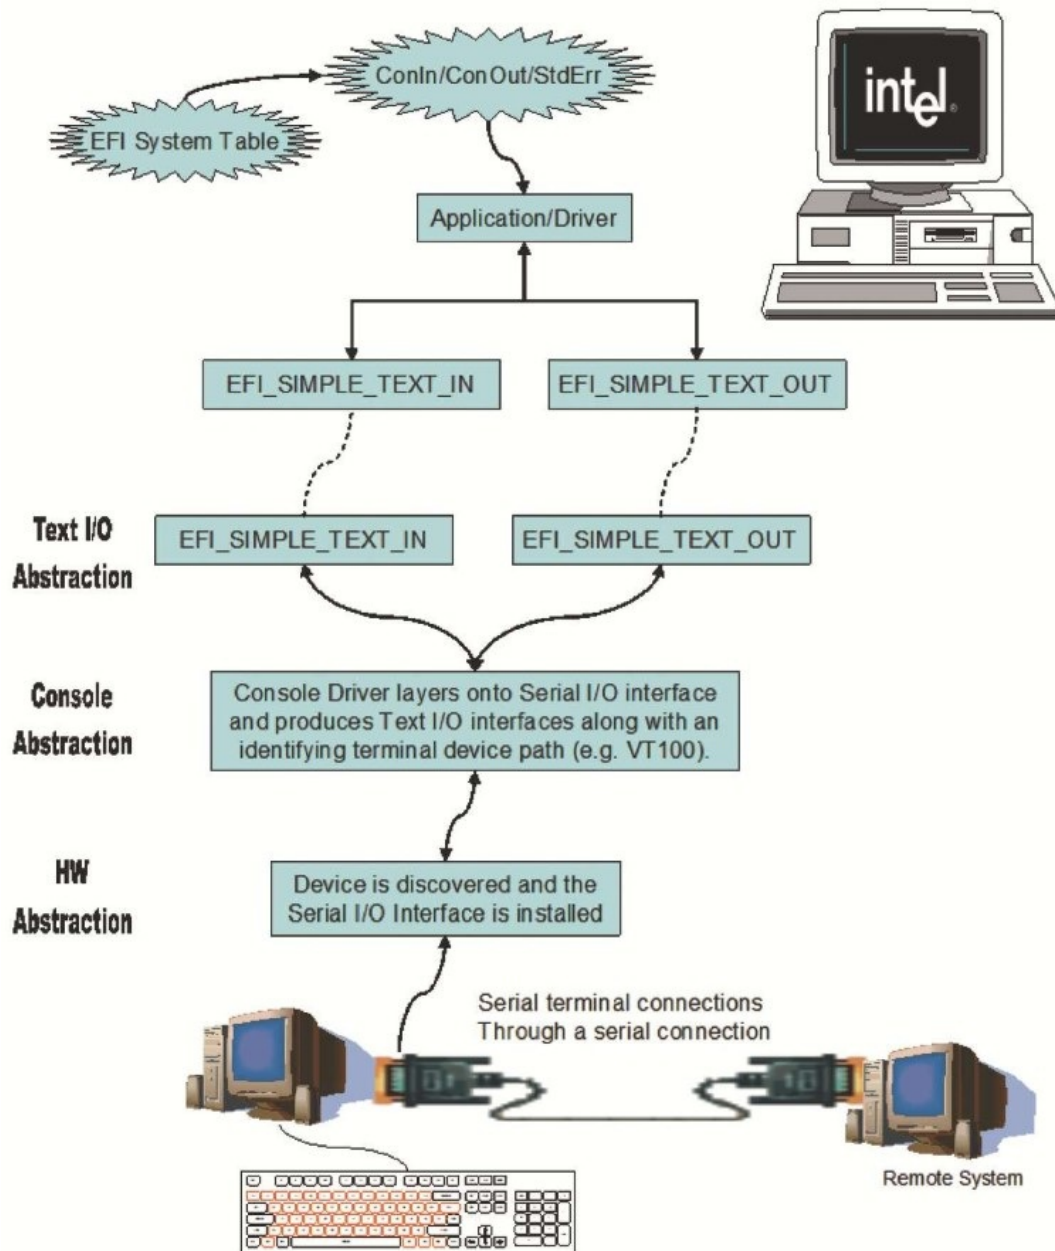 ConIn/ConOut/StdErr
EFI System Table
intel®
Application/Driver
EFI_SIMPLE_TEXT_IN
EFI_SIMPLE_TEXT_OUT
Text I/O
Abstraction
EFI_SIMPLE_TEXT_IN
EFI_SIMPLE_TEXT_OUT
Console
Abstraction
Console Driver layers onto Serial I/O interface
and produces Text I/O interfaces along with an
identifying terminal device path (e.g. VT100).
HW
Abstraction
Device is discovered and the
Serial I/O Interface is installed
Serial terminal connections
Through a serial connection
Remote System